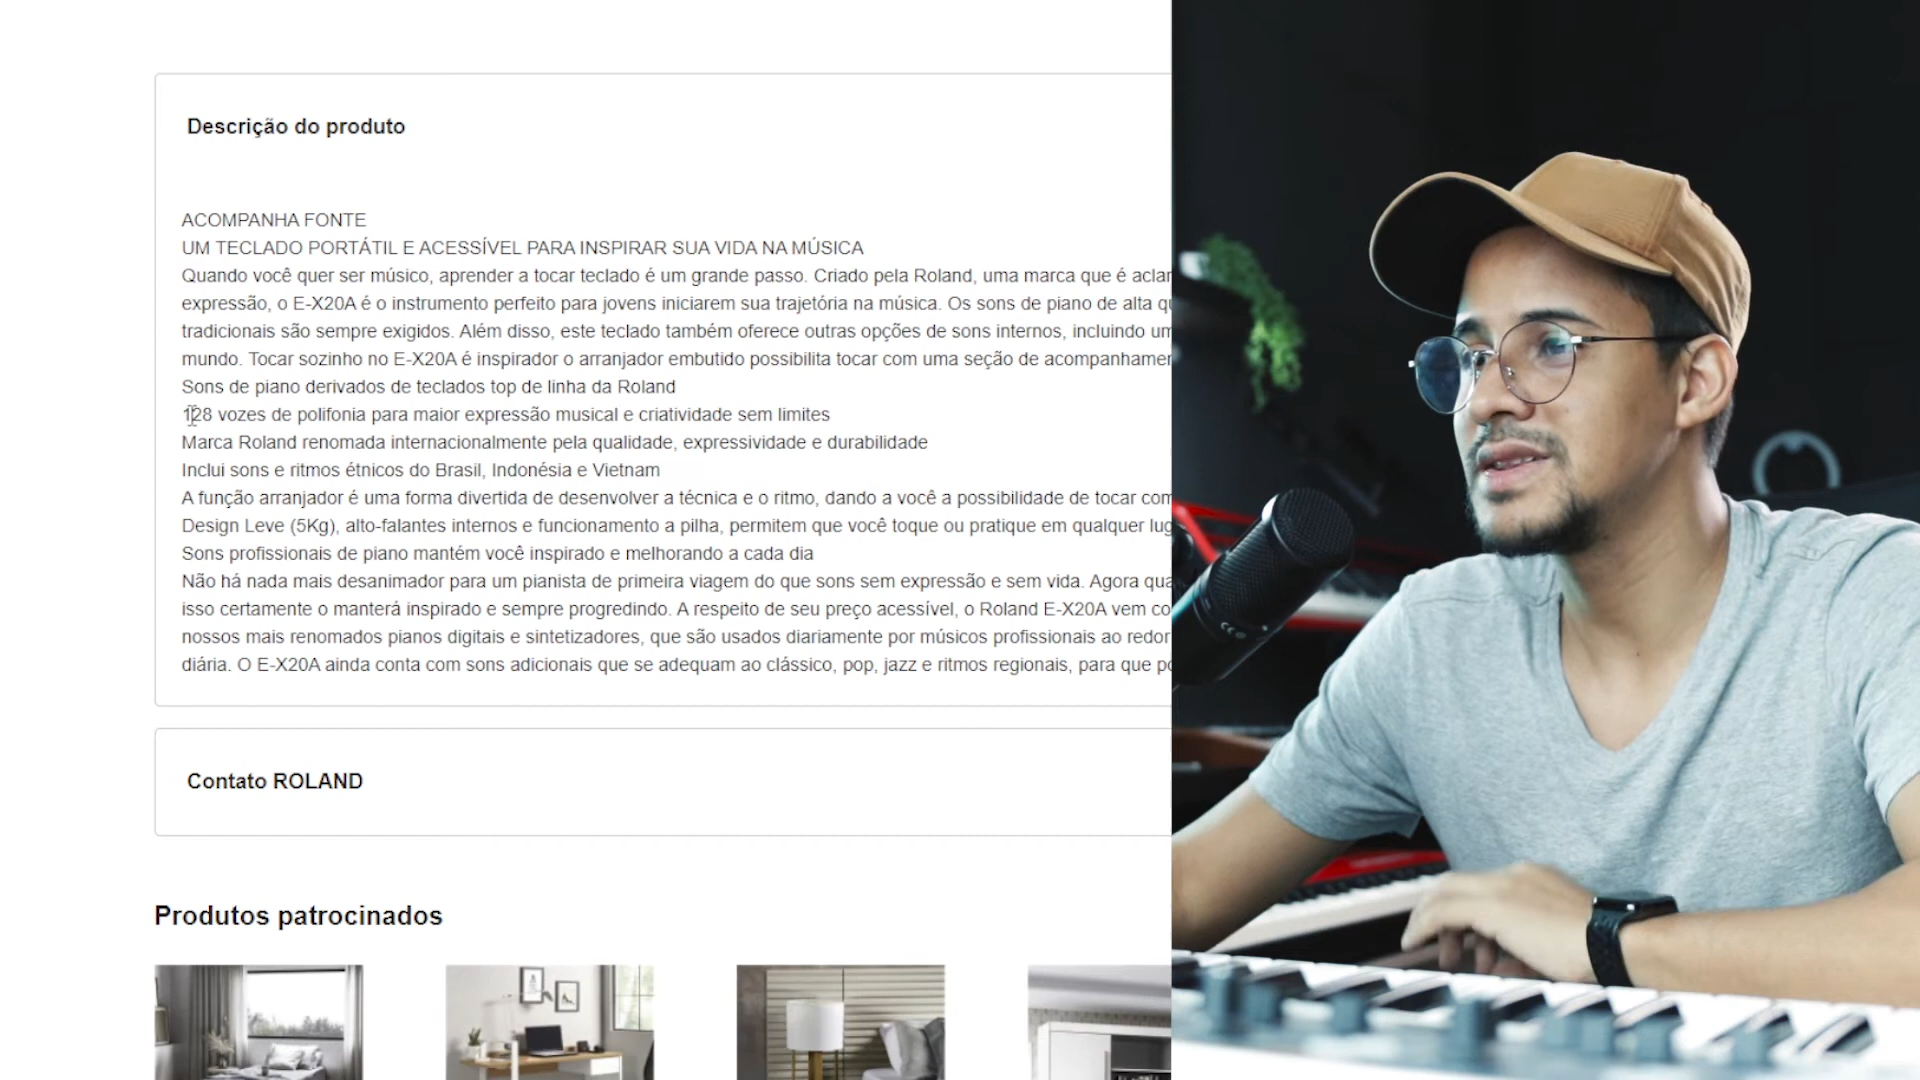 Descrição do produto
ACOMPANHA FONTE
UM TECLADO PORTÁTIL E ACESSÍVEL PARA INSPIRAR SUA VIDA NA MÚSICA
Quando você quer ser músico, aprender a tocar teclado é um grande passo. Criado pela Roland, uma marca que é
expressão, o E-X20A é o instrumento perfeito para jovens iniciarem sua trajetória na música. Os sons de piano de alta
tradicionais são sempre exigidos. Além disso, este teclado também oferece outras opções de sons internos, incluindo
mundo. Tocar sozinho no E-X20A é inspirador o arranjador embutido possibilita tocar com uma seção de
Sons de piano derivados de teclados top de linha da Roland
128 vozes de polifonia para maior expressão musical e criatividade sem limites
Marca Roland renomada internacionalmente pela qualidade, expressividade e durabilidade
Inclui sons e ritmos étnicos do Brasil, Indonésia e Vietnam
A função arranjador é uma forma divertida de desenvolver a técnica e o ritmo, dando a você a possibilidade de tocar com
Design Leve (5Kg), alto-falantes internos e funcionamento a pilha, permitem que você toque ou pratique em qualquer
Sons profissionais de piano mantém você inspirado e melhorando a cada dia
Não há nada mais desanimador para um pianista de primeira viagem do que sons sem expressão e sem vida. Agora
isso certamente o manterá inspirado e sempre progredindo. A respeito de seu preço acessível, o Roland E-X20A vem
nossos mais renomados pianos digitais e sintetizadores, que são usados diariamente por músicos profissionais ao redor
diária. O E-X20A ainda conta com sons adicionais que se adequam ao clássico, pop, jazz e ritmos regionais, para que
Contato ROLAND
Produtos patrocinados